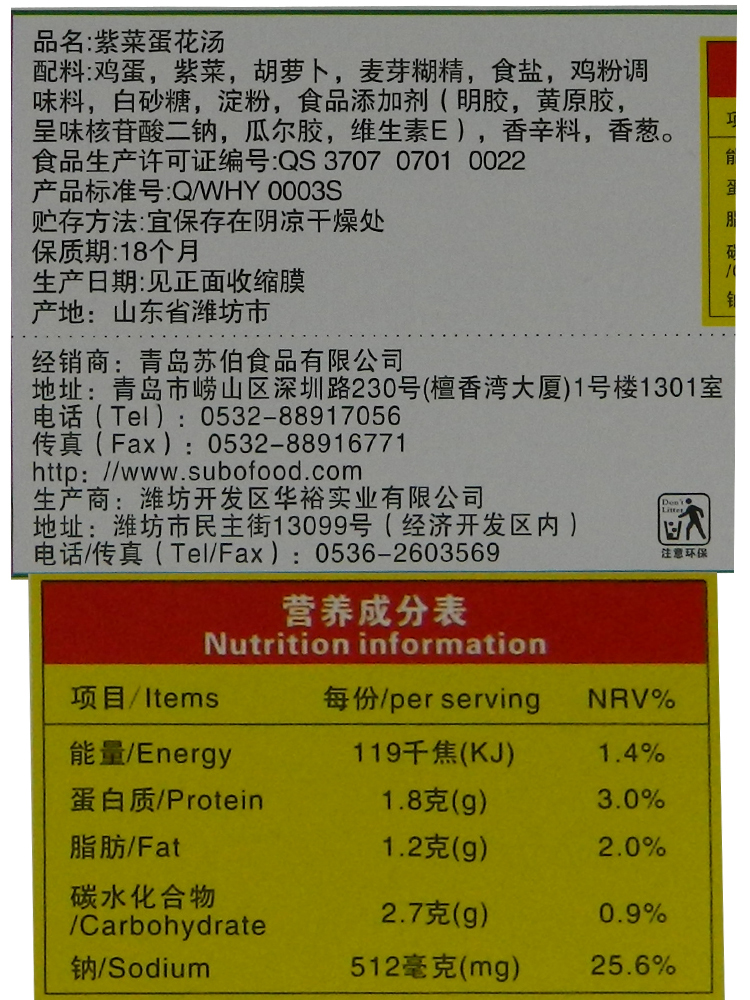 品名:紫菜蛋花汤
配料:鸡蛋，紫菜，胡萝卜，麦芽糊精，食盐，鸡粉调
味料，白砂糖，淀粉，食品添加剂（明胶，黄原胶，
呈味核苷酸二钠，瓜尔胶，维生素E），香辛料，香葱。
食品生产许可证编号:QS 3707 0701 0022
产品标准号:Q/WHY 0003S
贮存方法:宜保存在阴凉干燥处
保质期:18个月
生产日期:见正面收缩膜
产地：山东省潍坊市
经销商：青岛苏伯食品有限公司
地址：青岛市崂山区深圳路230号(檀香湾大厦)1号楼1301室
电话（Tel）：0532-88917056
传真（Fax）：0532-88916771
http：//www.subofood.com
生产商：潍坊开发区华裕实业有限公司
地址：潍坊市民主街13099号（经济开发区内）
电话/传真（Tel/Fax）：0536-2603569
Don't
Litter
注意环保
营养成分表
Nutrition information
项目/Items 每份/per serving NRV%
能量/Energy 119千焦(KJ) 1.4%
蛋白质/Protein 1.8克(g) 3.0%
脂肪/Fat 1.2克(g) 2.0%
碳水化合物
/Carbohydrate 2.7克(g) 0.9%
钠/Sodium 512毫克(mg) 25.6%